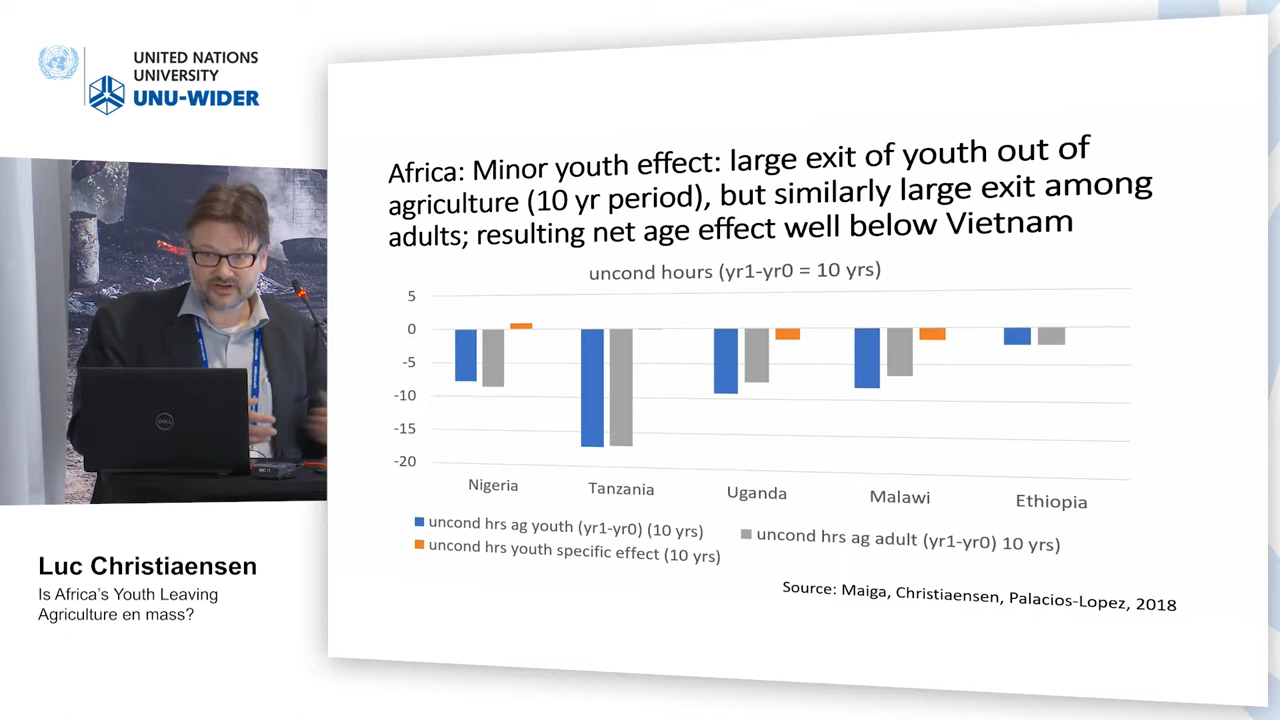 UNITED NATIONS
UNIVERSITY
UNU-WIDER
Africa: Minor youth effect: large exit of youth out of
agriculture (10 yr period), but similarly large exit among
adults; resulting net age effect well below Vietnam
uncond hours (yr1-yr0 = 10 yrs)
5
0
-5
-10
-15
-20
Nigeria Tanzania Uganda Malawi Ethiopia
uncond hrs ag youth (yr1-yr0) (10 yrs)
uncond hrs ag adult (yr1-yr0) 10 yrs)
uncond hrs youth specific effect (10 yrs)
Source: Maiga, Christiaensen, Palacios-Lopez, 2018
DELL
Luc Christiaensen
Is Africa's Youth Leaving
Agriculture en mass?